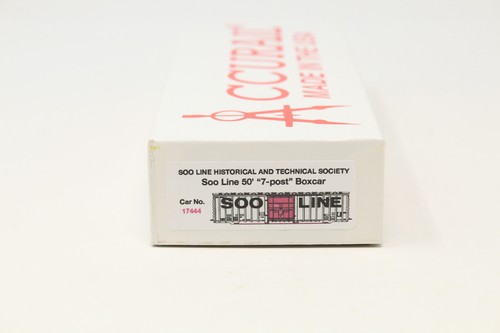 ACCURAIL
MADE IN THE USA
SOO LINE HISTORICAL AND TECHNICAL SOCIETY
Soo Line 50' "7-post" Boxcar
Car No.
17444
SOO LINE